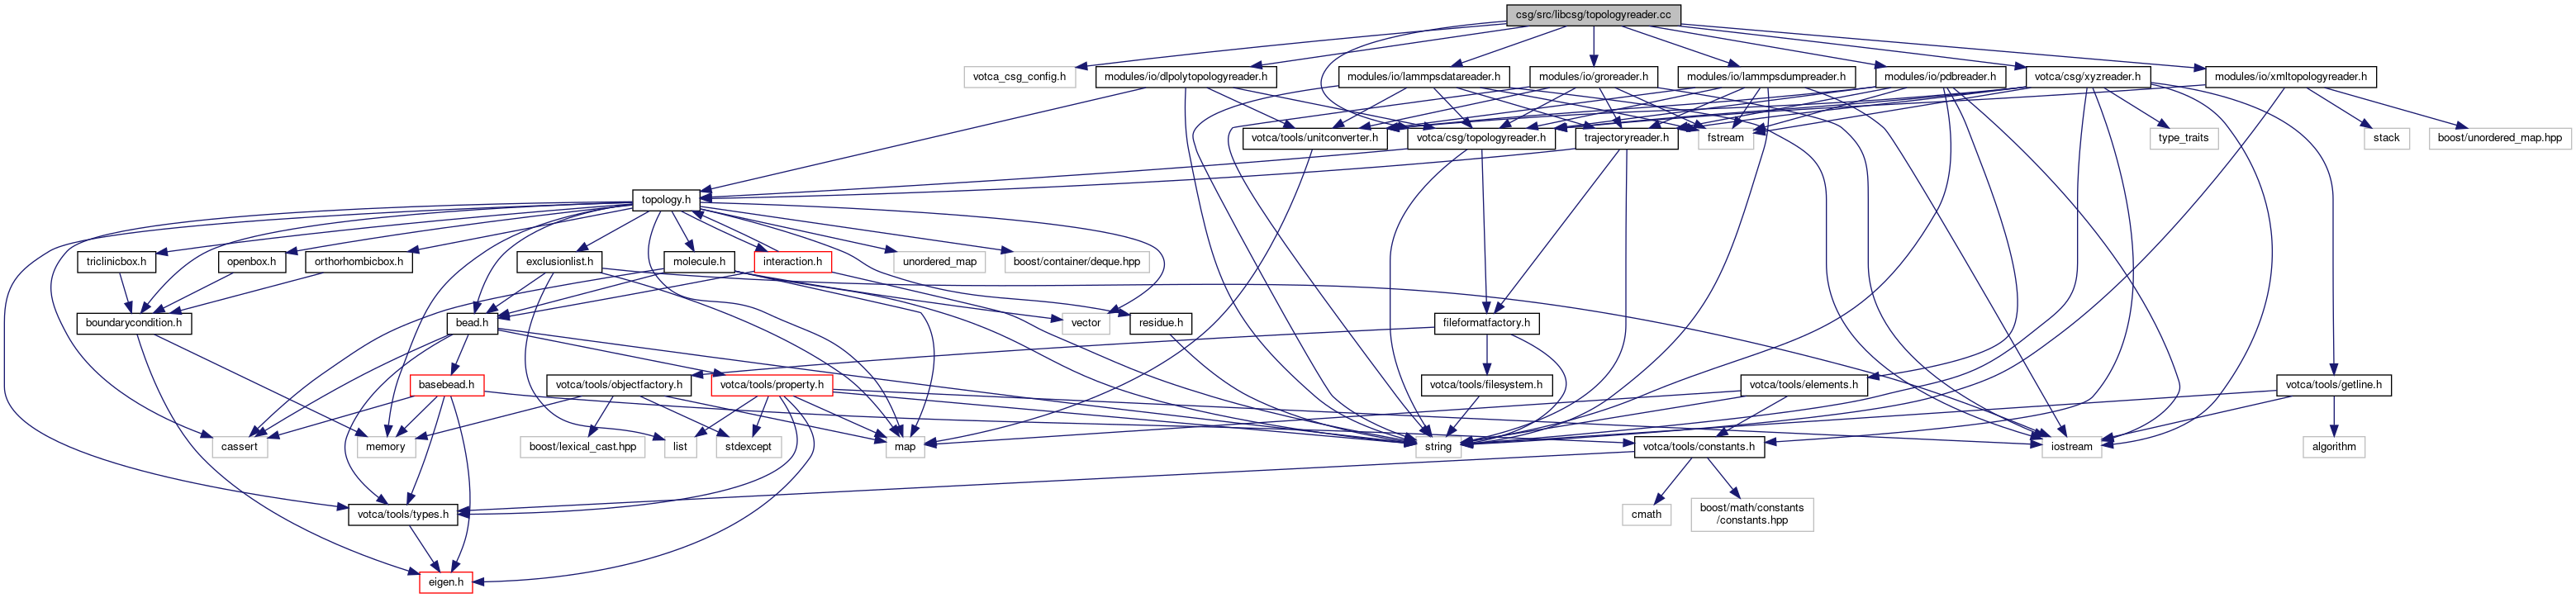 csg/src/libcsg/topologyreader.cc
votca_csg_config.h
modules/io/dlpolytopologyreader.h
modules/io/lammpsdatareader.h
modules/io/groreader.h
modules/io/lammpsdumpreader.h
modules/io/pdbreader.h
votca/csg/xyzreader.h
modules/io/xmltopologyreader.h
votca/tools/unitconverter.h
votca/csg/topologyreader.h
trajectoryreader.h
fstream
type_traits
stack
boost/unordered_map.hpp
topology.h
triclinicbox.h
openbox.h
orthorhombicbox.h
exclusionlist.h
molecule.h
interaction.h
unordered_map
boost/container/deque.hpp
boundarycondition.h
bead.h
vector
residue.h
fileformatfactory.h
basebead.h
votca/tools/objectfactory.h
votca/tools/property.h
votca/tools/filesystem.h
votca/tools/elements.h
votca/tools/getline.h
cassert
memory
boost/lexical_cast.hpp
list
stdexcept
map
string
votca/tools/constants.h
iostream
algorithm
votca/tools/types.h
cmath
boost/math/constants
/constants.hpp
eigen.h